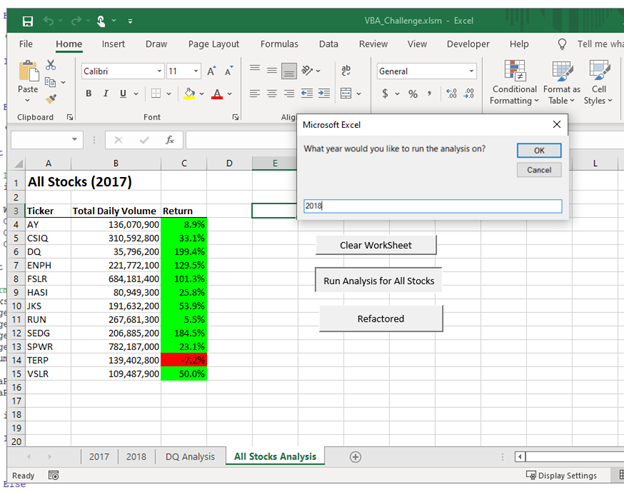 VBA_Challenge.xlsm - Excel
File Home Insert Draw Page Layout Formulas Data Review View Developer Help Tell me wha
Calibri 11 A A General
Paste B I U A ab $ % , Conditional Formatting Format as Table Cell Styles
Clipboard Font Alig
fx
Microsoft Excel
What year would you like to run the analysis on?
OK
Cancel
2018
A B C D E L
1 All Stocks (2017)
2
3 Ticker Total Daily Volume Return
4 AY 136,070,900 8.9%
5 CSIQ 310,592,800 33.1%
6 DQ 35,796,200 199.4%
7 ENPH 221,772,100 129.5%
8 FSLR 684,181,400 101.3%
9 HASI 80,949,300 25.8%
10 JKS 191,632,200 53.9%
11 RUN 267,681,300 5.5%
12 SEDG 206,885,200 184.5%
13 SPWR 782,187,000 23.1%
14 TERP 139,402,800 -7.2%
15 VSLR 109,487,900 50.0%
16
17
18
19
20
Clear WorkSheet
Run Analysis for All Stocks
Refactored
2017 2018 DQ Analysis All Stocks Analysis
Ready Display Settings
Else